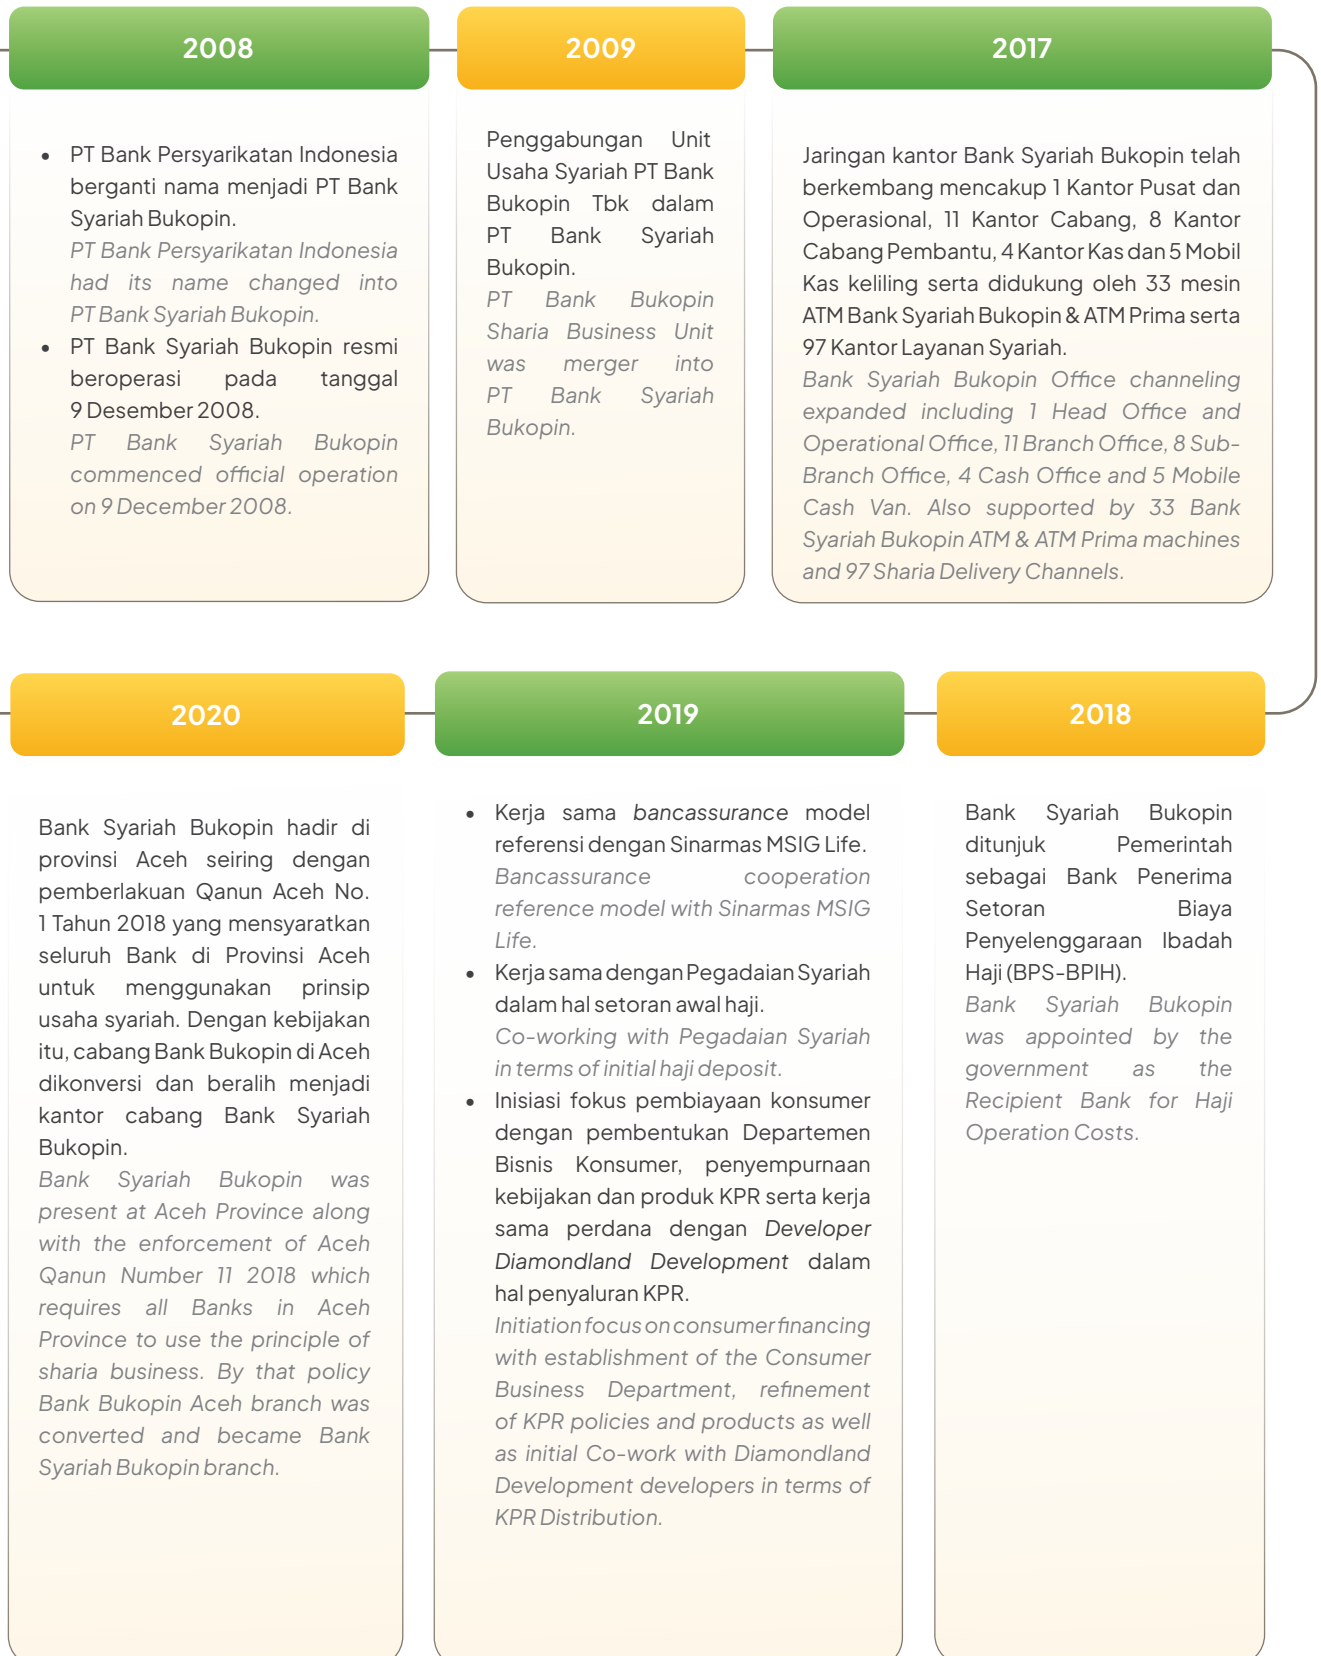 2008
• PT Bank Persyarikatan Indonesia
berganti nama menjadi PT Bank
Syariah Bukopin.
PT Bank Persyarikatan Indonesia
had its name changed into
PT Bank Syariah Bukopin.
• PT Bank Syariah Bukopin resmi
beroperasi pada tanggal
9 Desember 2008.
PT Bank Syariah Bukopin
commenced official operation
on 9 December 2008.
2009
Penggabungan Unit
Usaha Syariah PT Bank
Bukopin Tbk dalam
PT Bank Syariah
Bukopin.
PT Bank Bukopin
Sharia Business Unit
was merger into
PT Bank Syariah
Bukopin.
2017
Jaringan kantor Bank Syariah Bukopin telah
berkembang mencakup 1 Kantor Pusat dan
Operasional, 11 Kantor Cabang, 8 Kantor
Cabang Pembantu, 4 Kantor Kas dan 5 Mobil
Kas keliling serta didukung oleh 33 mesin
ATM Bank Syariah Bukopin & ATM Prima serta
97 Kantor Layanan Syariah.
Bank Syariah Bukopin Office channeling
expanded including 1 Head Office and
Operational Office, 11 Branch Office, 8 Sub-
Branch Office, 4 Cash Office and 5 Mobile
Cash Van. Also supported by 33 Bank
Syariah Bukopin ATM & ATM Prima machines
and 97 Sharia Delivery Channels.
2020
Bank Syariah Bukopin hadir di
provinsi Aceh seiring dengan
pemberlakuan Qanun Aceh No.
1 Tahun 2018 yang mensyaratkan
seluruh Bank di Provinsi Aceh
untuk menggunakan prinsip
usaha syariah. Dengan kebijakan
itu, cabang Bank Bukopin di Aceh
dikonversi dan beralih menjadi
kantor cabang Bank Syariah
Bukopin.
Bank Syariah Bukopin was
present at Aceh Province along
with the enforcement of Aceh
Qanun Number 11 2018 which
requires all Banks in Aceh
Province to use the principle of
sharia business. By that policy
Bank Bukopin Aceh branch was
converted and became Bank
Syariah Bukopin branch.
2019
• Kerja sama bancassurance model
referensi dengan Sinarmas MSIG Life.
Bancassurance cooperation
reference model with Sinarmas MSIG
Life.
• Kerja sama dengan Pegadaian Syariah
dalam hal setoran awal haji.
Co-working with Pegadaian Syariah
in terms of initial haji deposit.
• Inisiasi fokus pembiayaan konsumer
dengan pembentukan Departemen
Bisnis Konsumer, penyempurnaan
kebijakan dan produk KPR serta kerja
sama perdana dengan Developer
Diamondland Development dalam
hal penyaluran KPR.
Initiation focus on consumer financing
with establishment of the Consumer
Business Department, refinement
of KPR policies and products as well
as initial Co-work with Diamondland
Development developers in terms of
KPR Distribution.
2018
Bank Syariah Bukopin
ditunjuk Pemerintah
sebagai Bank Penerima
Setoran Biaya
Penyelenggaraan Ibadah
Haji (BPS-BPIH).
Bank Syariah Bukopin
was appointed by the
government as the
Recipient Bank for Haji
Operation Costs.